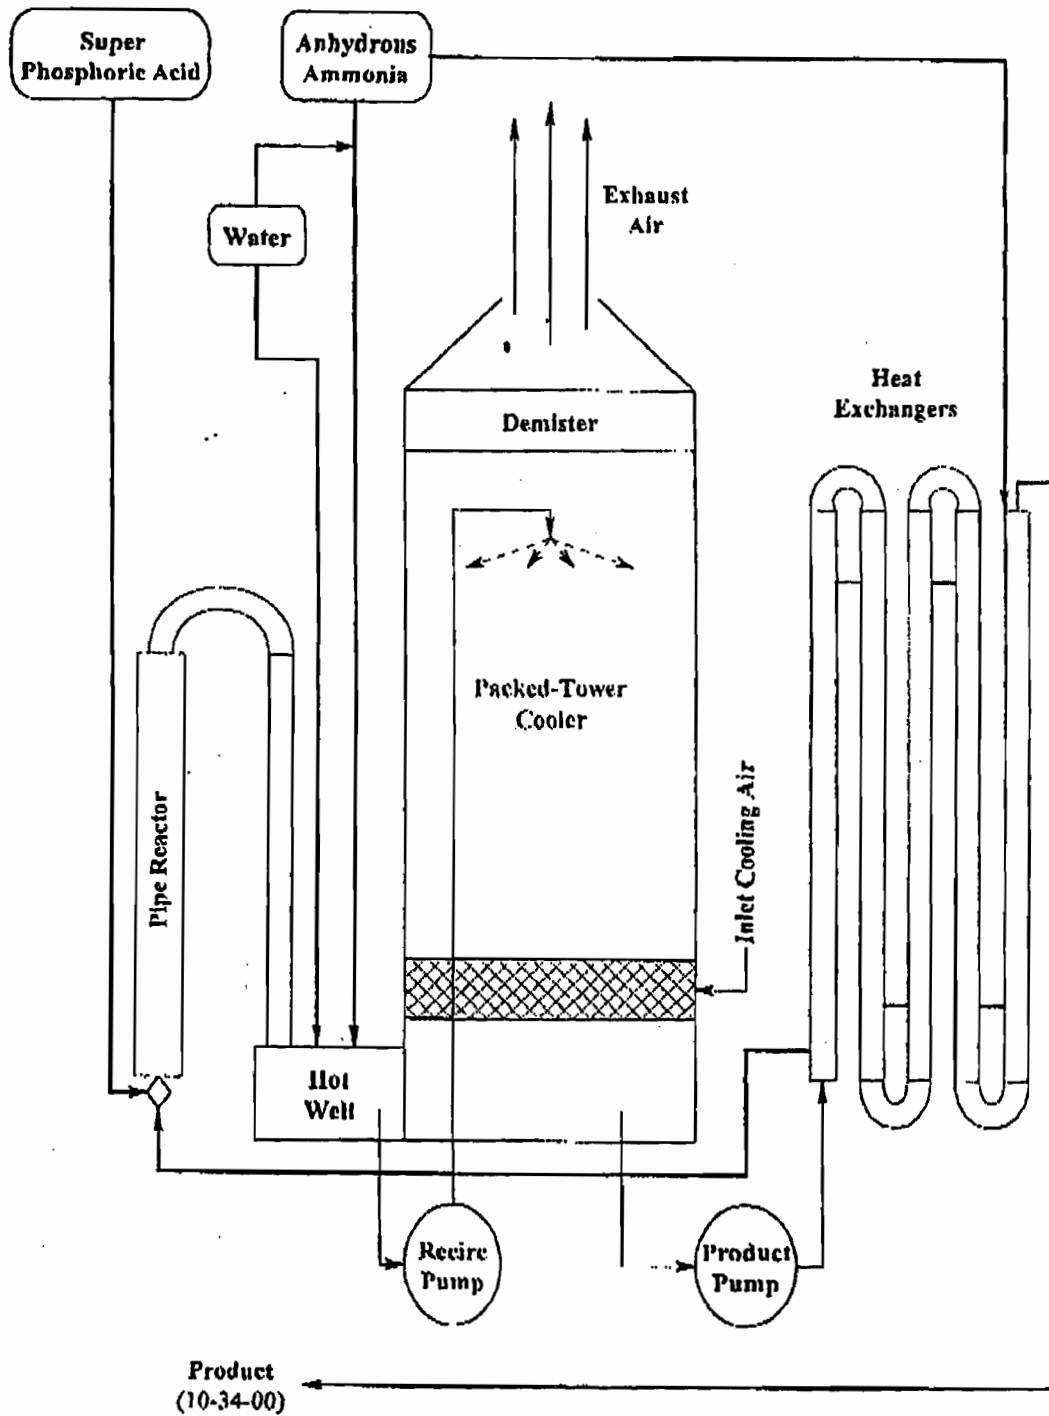 Super
Phosphoric Acid
Anhydrous
Ammonia
Water
Exhaust
Air
Demister
Heat
Exchangers
Packed-Tower
Cooler
Pipe Reactor
Inlet Cooling Air
Hot
Well
Recirc
Pump
Product
Pump
Product
(10-34-00)